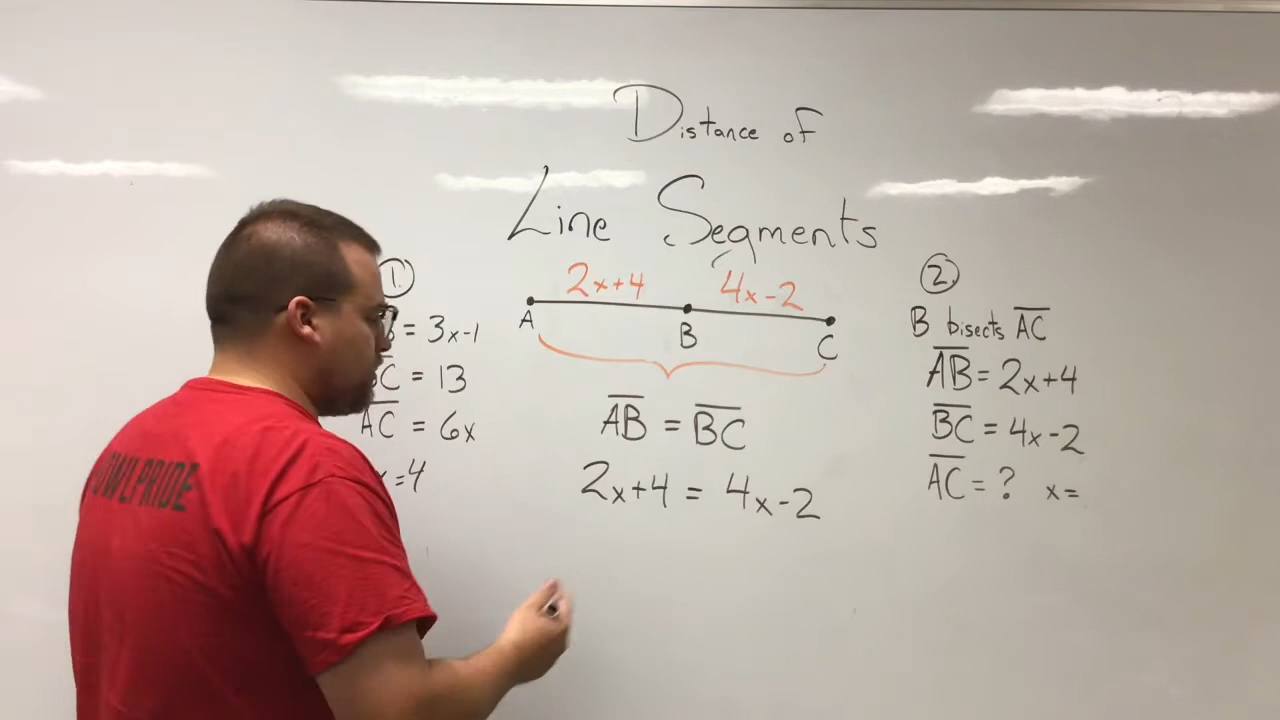 Distance of
Line Segments
1
= 3x-1
C = 13
AC = 6x
=4
2x+4 4x-2
A B C
AB = BC
2x+4 = 4x-2
2.
B bisects AC
AB = 2x+4
BC = 4x-2
AC = ? x=
OWLPRIDE